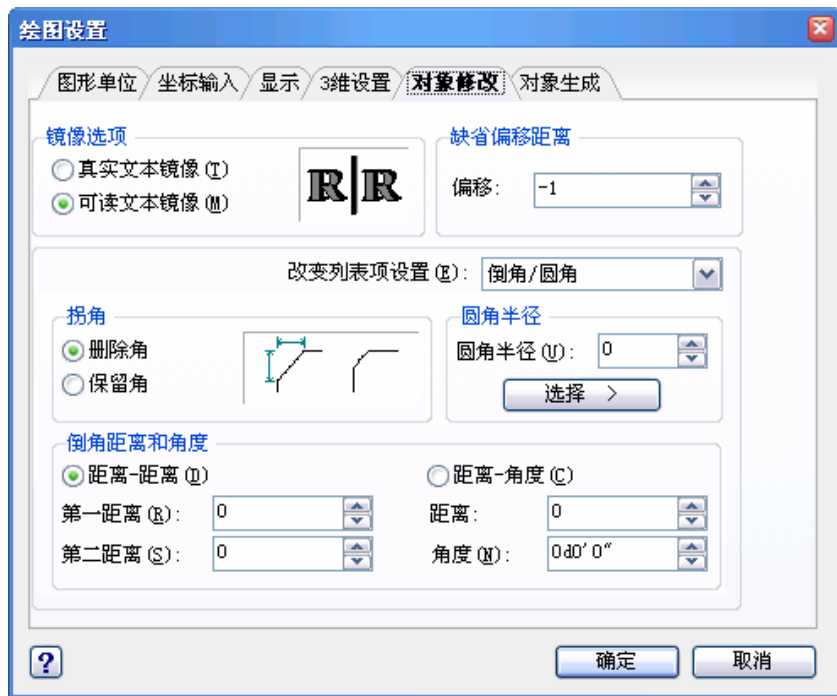 绘图设置
图形单位 坐标输入 显示 3維设置 对象修改 对象生成
镜像选项
真实文本镜像(T)
可读文本镜像(M)
R|R
缺省偏移距离
偏移: -1
改变列表项设置(E): 倒角/圆角
拐角
删除角
保留角
圆角半径
圆角半径(U): 0
选择 >
倒角距离和角度
距离-距离(D)
距离-角度(C)
第一距离(R): 0
距离: 0
第二距离(S): 0
角度(N): 0d0'0"
? 确定 取消